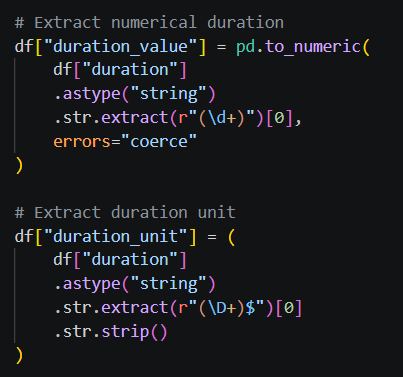 # Extract numerical duration
df["duration_value"] = pd.to_numeric(
    df["duration"]
    .astype("string")
    .str.extract(r"(\d+)")[0],
    errors="coerce"
)

# Extract duration unit
df["duration_unit"] = (
    df["duration"]
    .astype("string")
    .str.extract(r"(\D+)$")[0]
    .str.strip()
)